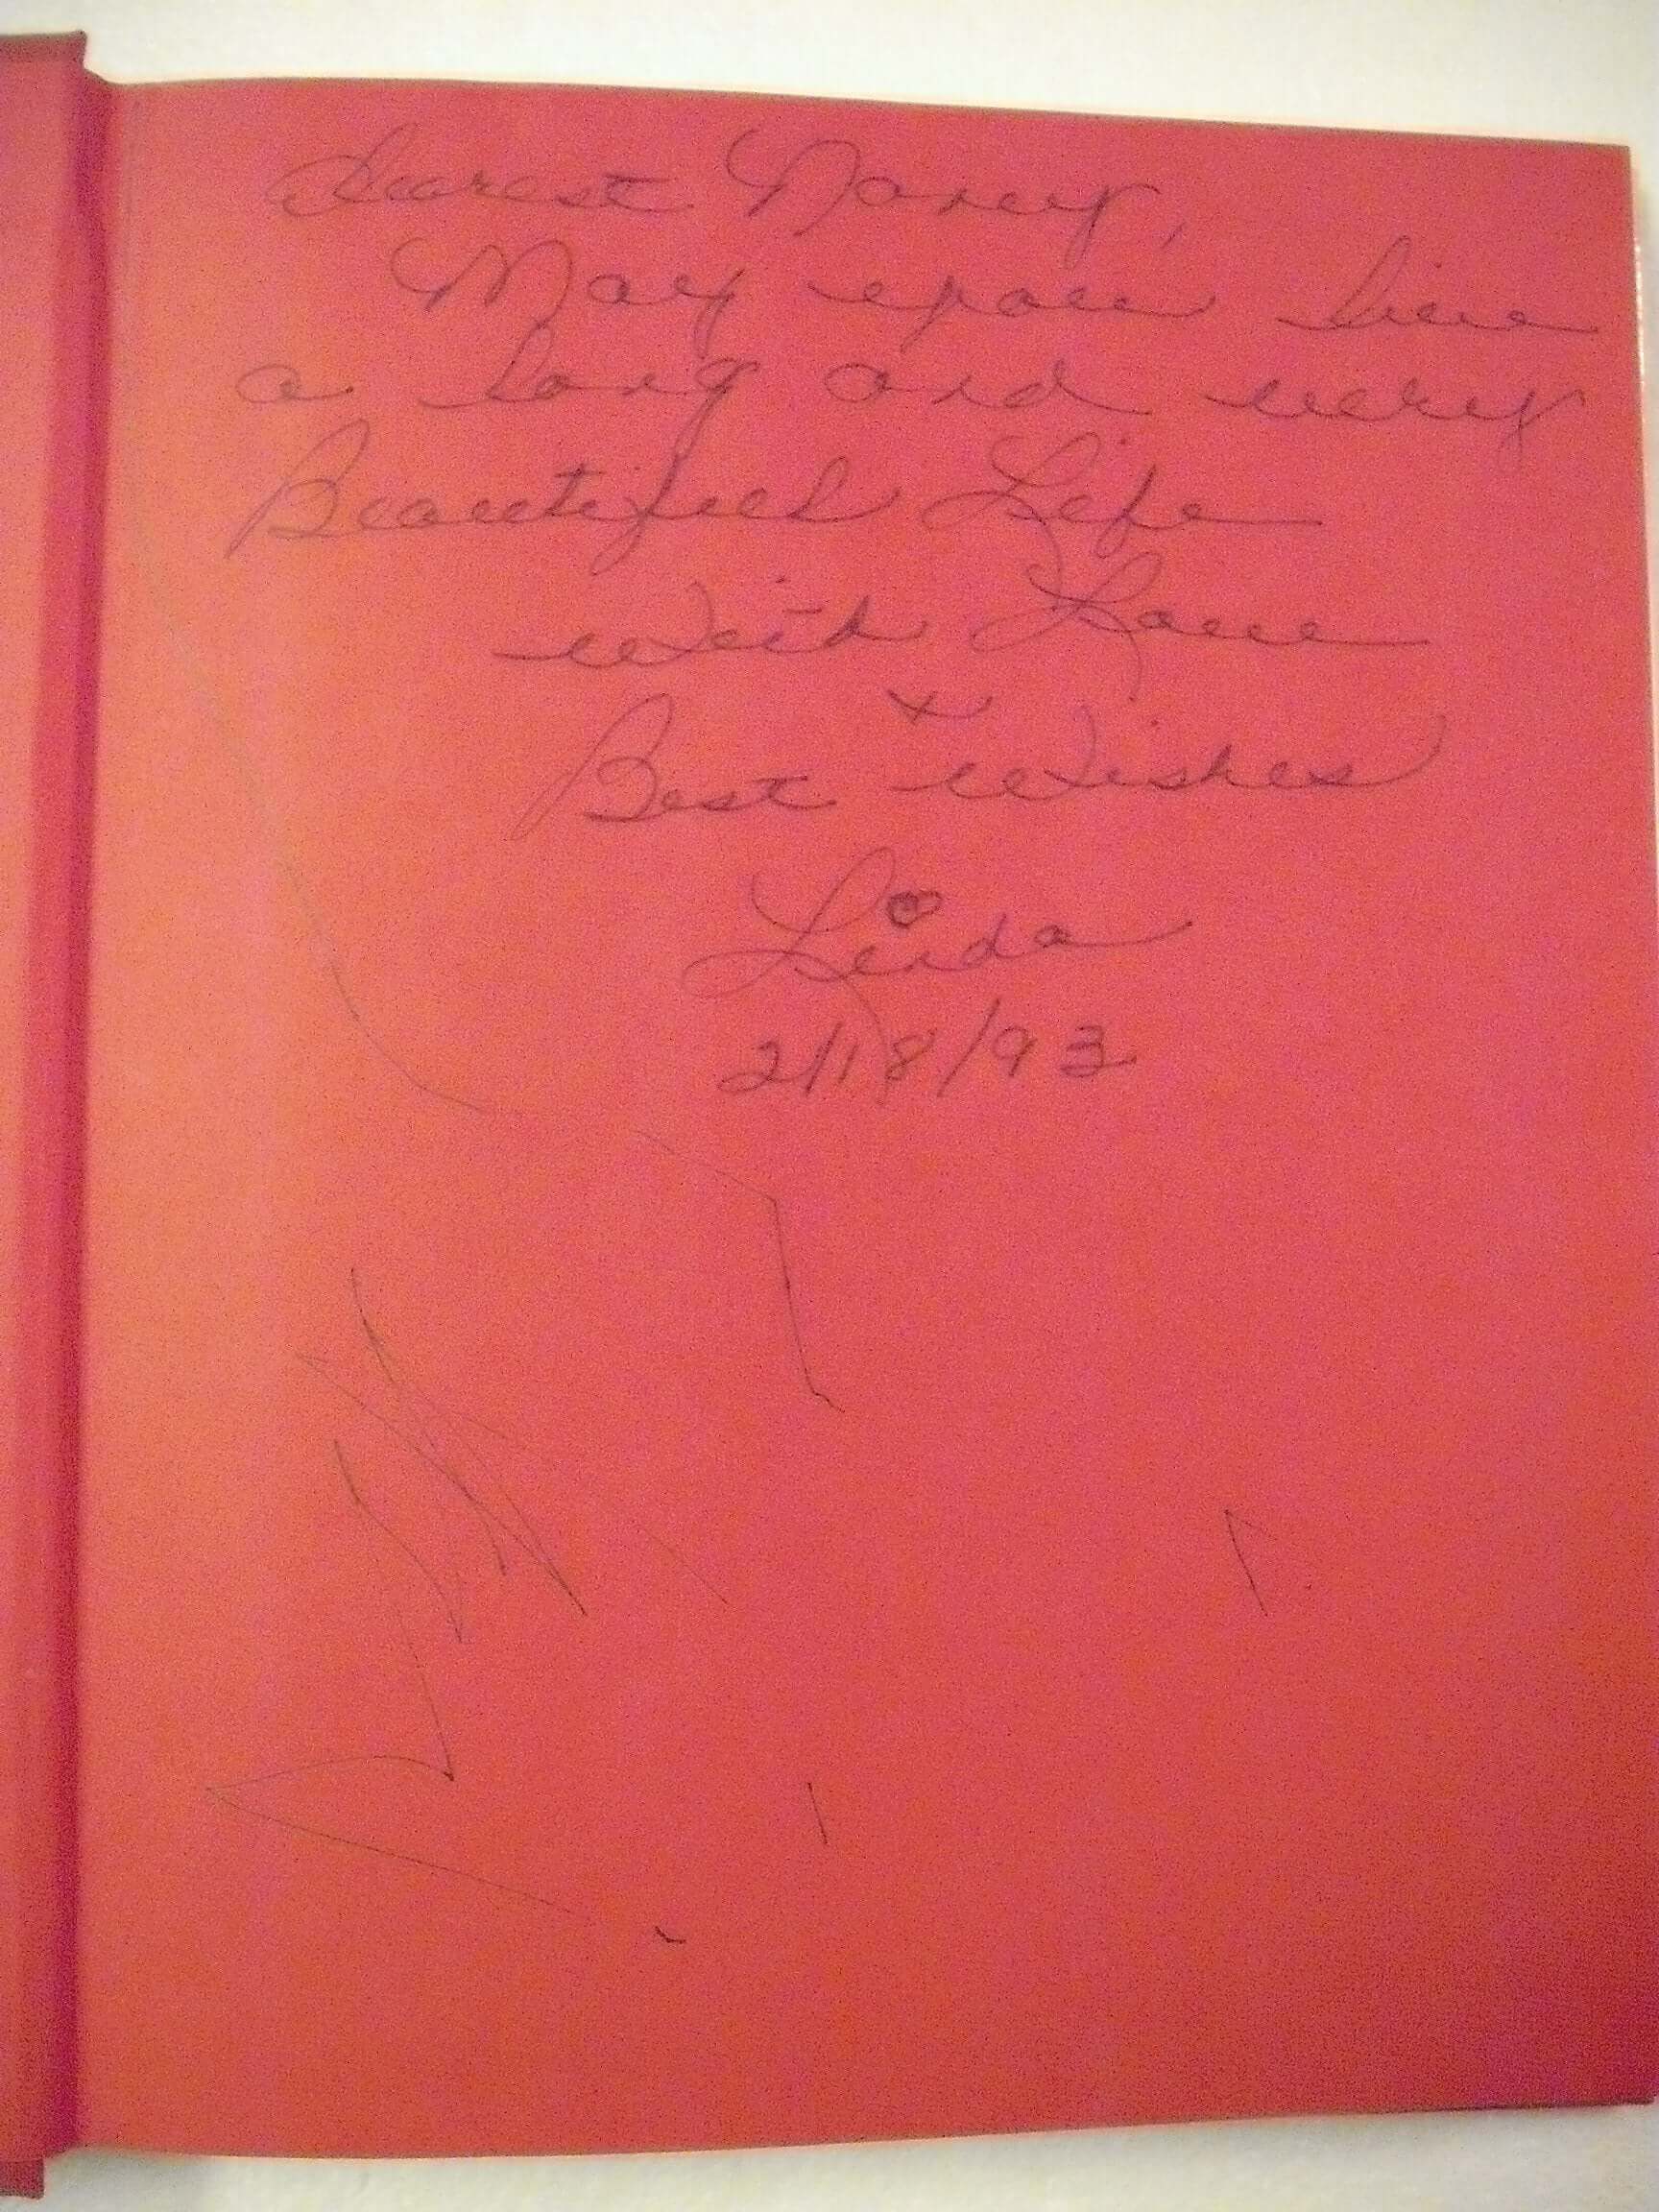 Dearest Nancy,
May you live
a long and very
Beautiful Life
With Love
+
Best Wishes
Linda
2/18/93